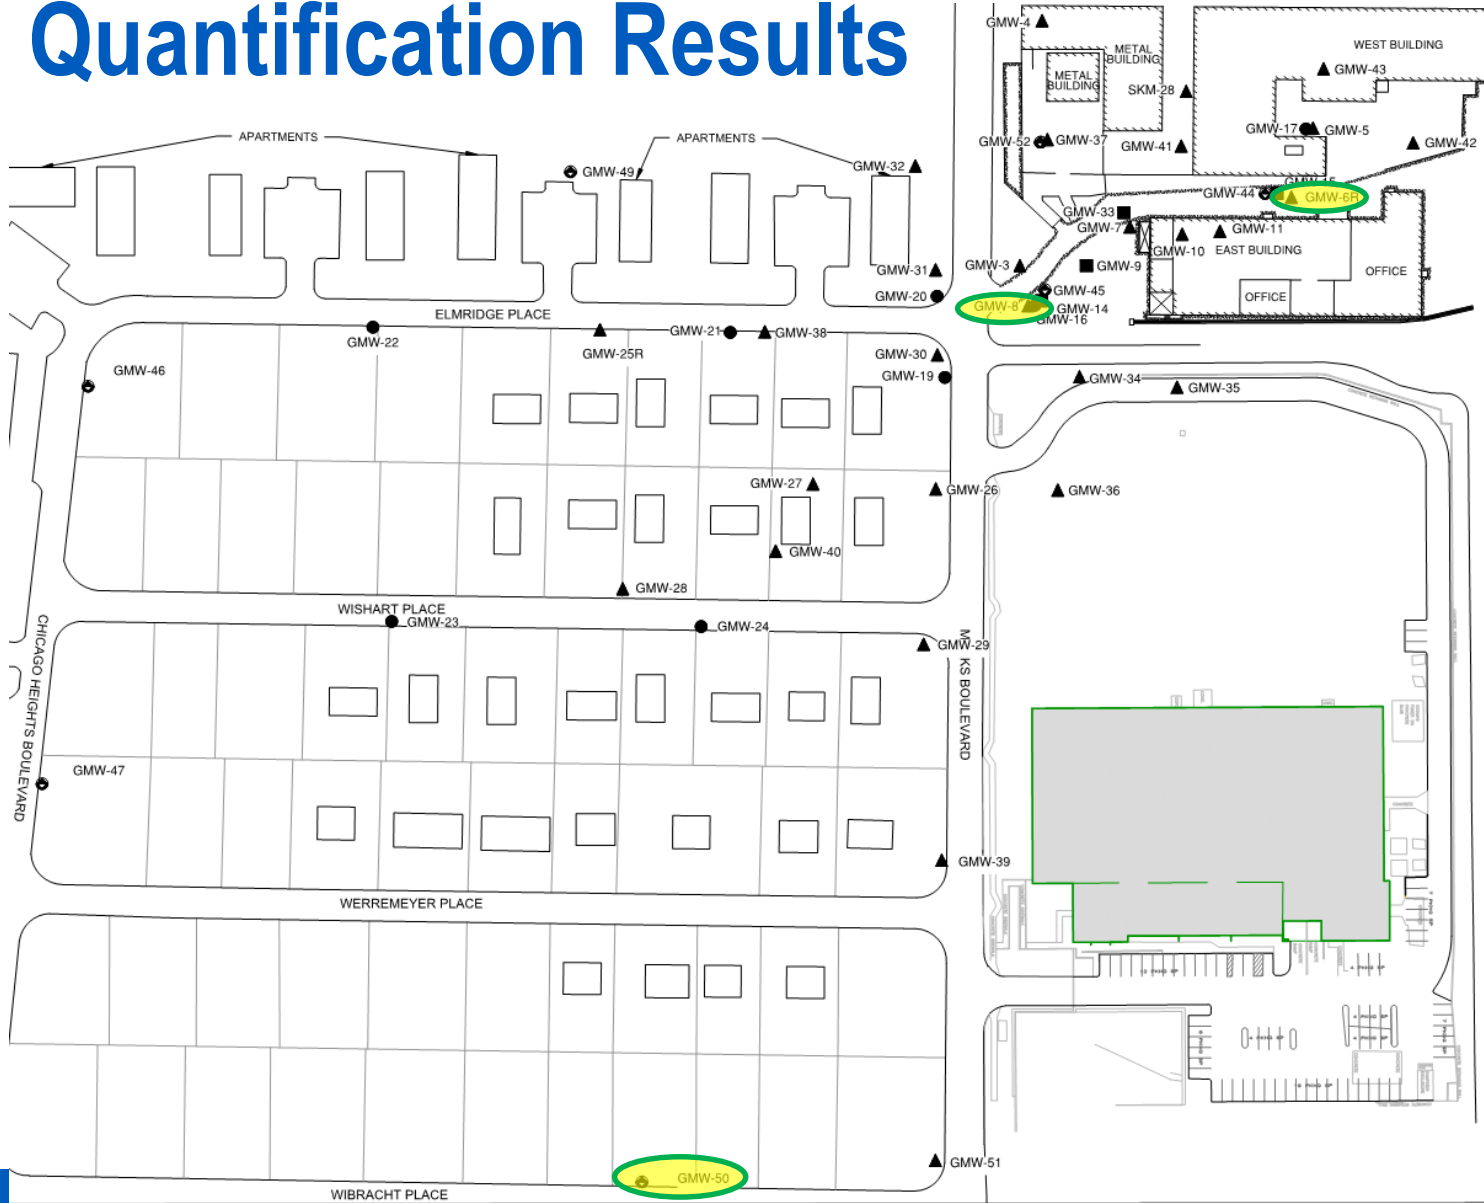 Quantification Results
GMW-4
METAL
BUILDING
WEST BUILDING
METAL
BUILDING
GMW-43
SKM-28
APARTMENTS
APARTMENTS
GMW-52
GMW-37
GMW-41
GMW-17
GMW-5
GMW-42
GMW-49
GMW-32
GMW-44
GMW-6R
GMW-33
GMW-7
GMW-10
GMW-11
EAST BUILDING
OFFICE
GMW-31
GMW-3
GMW-9
GMW-20
GMW-45
OFFICE
GMW-8
GMW-14
GMW-16
ELMRIDGE PLACE
GMW-22
GMW-25R
GMW-21
GMW-38
GMW-30
GMW-19
GMW-46
GMW-34
GMW-35
GMW-27
GMW-26
GMW-36
GMW-40
GMW-28
WISHART PLACE
GMW-23
GMW-24
GMW-29
CHICAGO HEIGHTS BOULEVARD
KS BOULEVARD
GMW-47
GMW-39
WERREMEYER PLACE
GMW-50
GMW-51
WIBRACHT PLACE